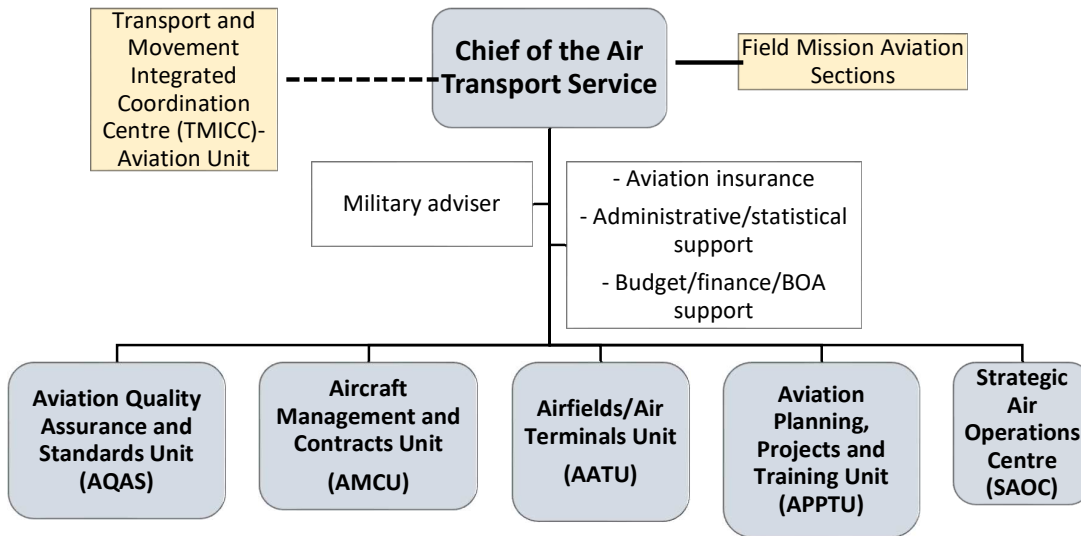 Transport and
Movement
Integrated
Coordination
Centre (TMICC)-
Aviation Unit
Chief of the Air
Transport Service
Field Mission Aviation
Sections
Military adviser
- Aviation insurance
- Administrative/statistical
support
- Budget/finance/BOA
support
Aviation Quality
Assurance and
Standards Unit
(AQAS)
Aircraft
Management and
Contracts Unit
(AMCU)
Airfields/Air
Terminals Unit
(AATU)
Aviation
Planning,
Projects and
Training Unit
(APPTU)
Strategic
Air
Operations
Centre
(SAOC)